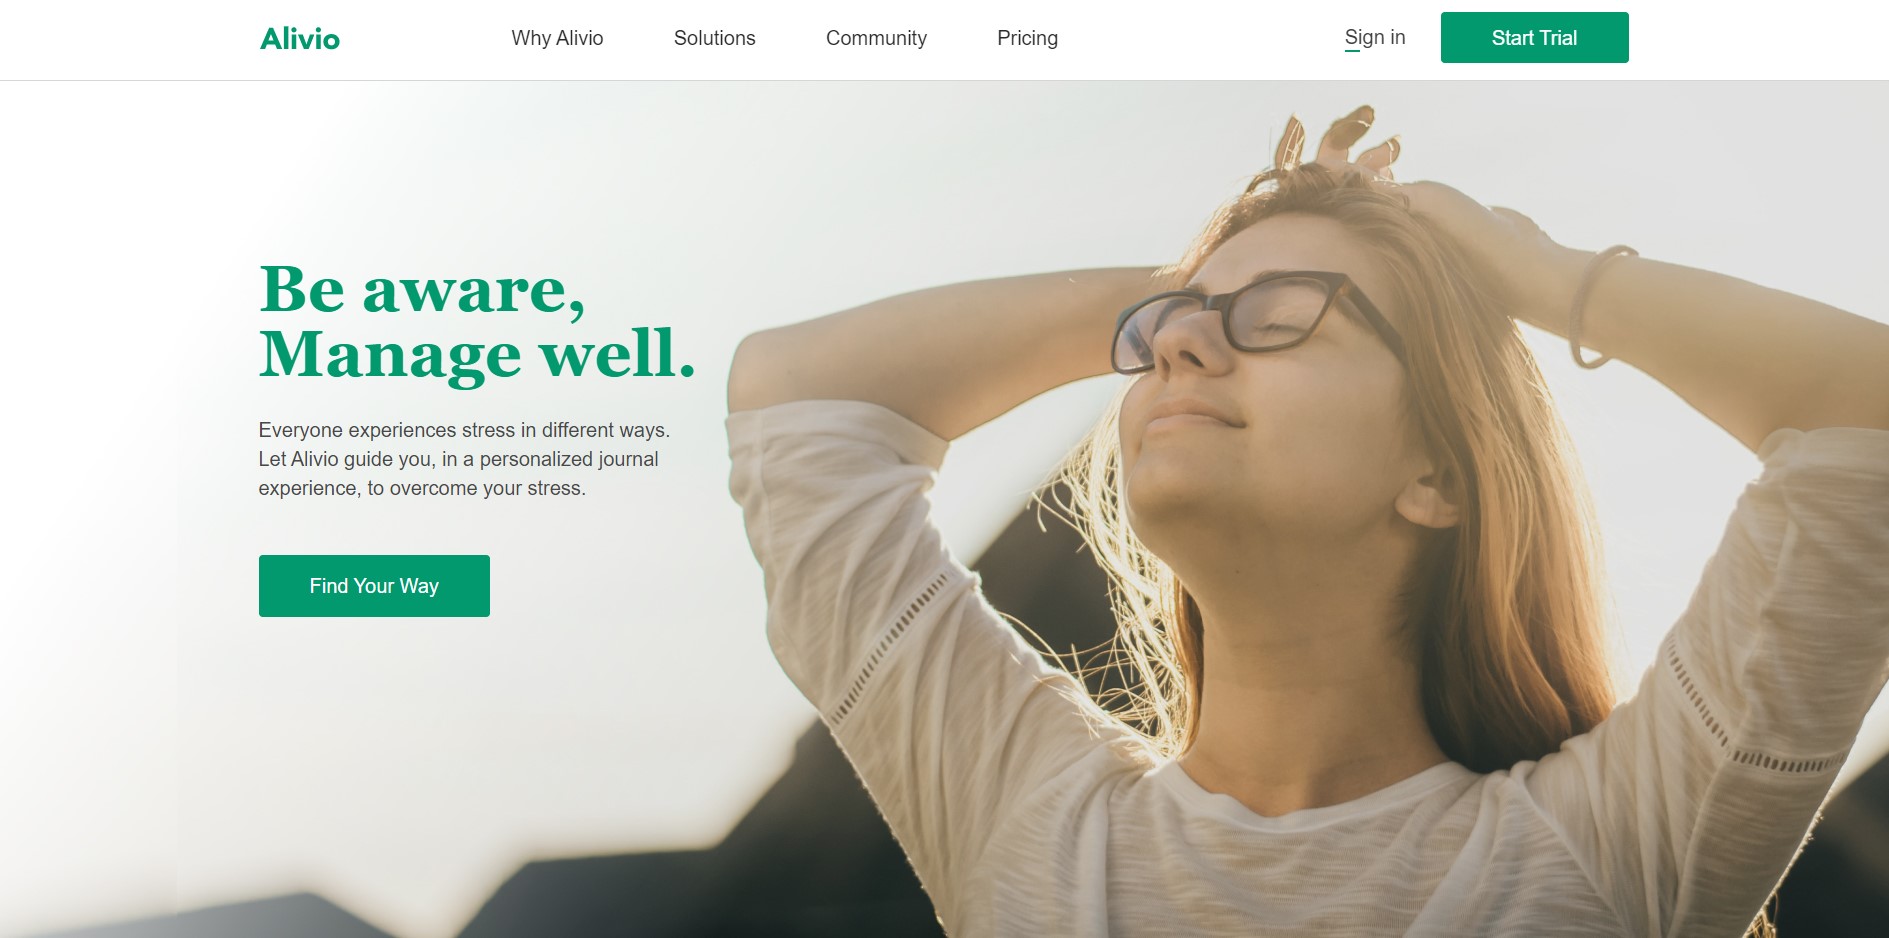 Alivio
Why Alivio
Solutions
Community
Pricing
Sign in
Start Trial
Be aware,
Manage well.
Everyone experiences stress in different ways.
Let Alivio guide you, in a personalized journal
experience, to overcome your stress.
Find Your Way